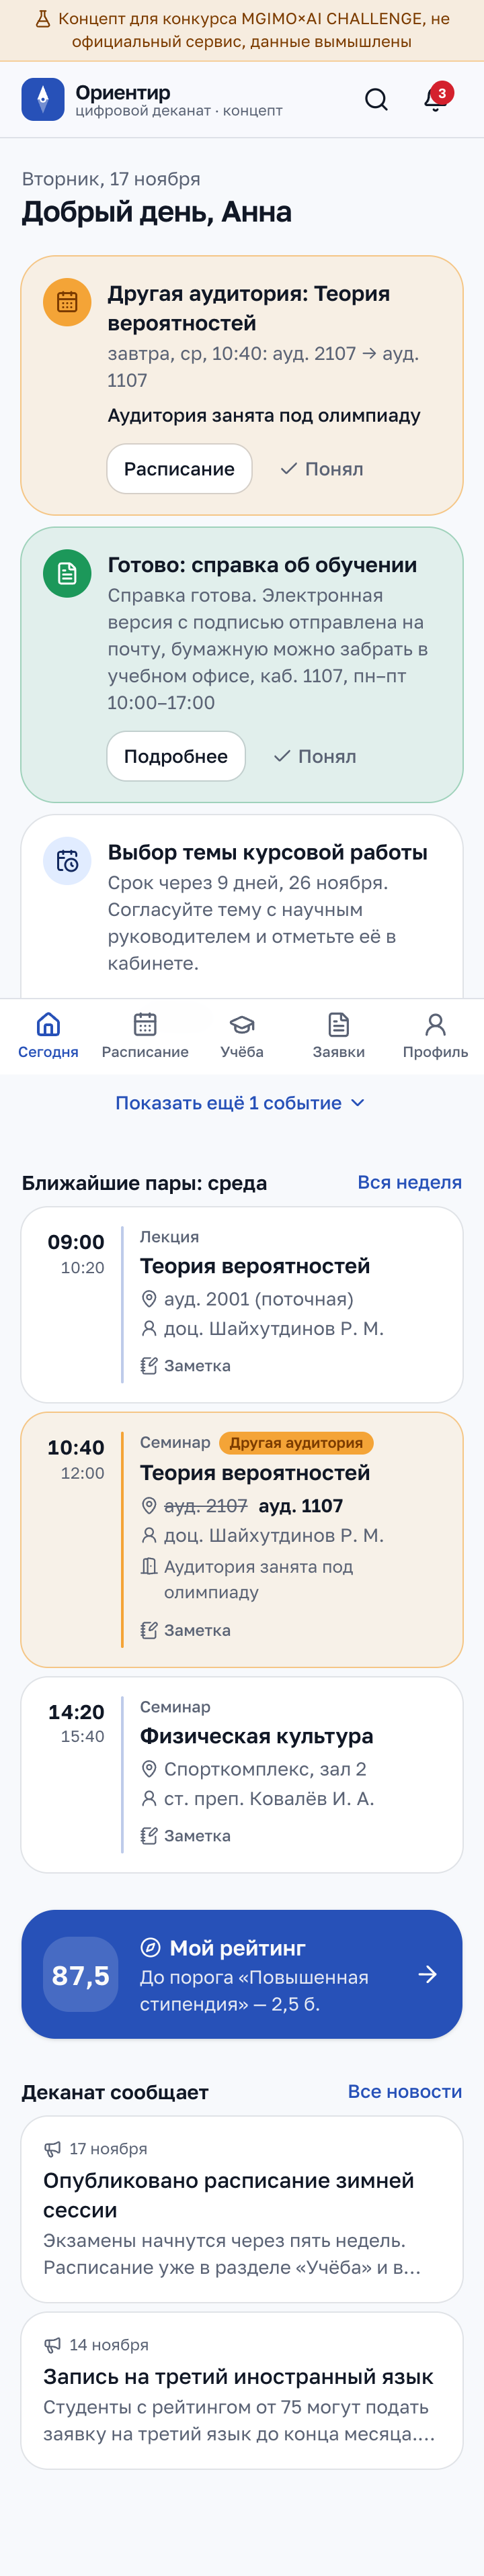 Концепт для конкурса MGIMO×AI CHALLENGE, не
официальный сервис, данные вымышлены
Ориентир
цифровой деканат · концепт
3
Вторник, 17 ноября
Добрый день, Анна
Другая аудитория: Теория
вероятностей
завтра, ср, 10:40: ауд. 2107 → ауд.
1107
Аудитория занята под олимпиаду
Расписание
Понял
Готово: справка об обучении
Справка готова. Электронная
версия с подписью отправлена на
почту, бумажную можно забрать в
учебном офисе, каб. 1107, пн–пт
10:00–17:00
Подробнее
Понял
Выбор темы курсовой работы
Срок через 9 дней, 26 ноября.
Согласуйте тему с научным
руководителем и отметьте её в
кабинете.
Сегодня
Расписание
Учёба
Заявки
Профиль
Показать ещё 1 событие
Ближайшие пары: среда
Вся неделя
09:00
10:20
Лекция
Теория вероятностей
ауд. 2001 (поточная)
доц. Шайхутдинов Р. М.
Заметка
10:40
12:00
Семинар
Другая аудитория
Теория вероятностей
ауд. 2107 ауд. 1107
доц. Шайхутдинов Р. М.
Аудитория занята под
олимпиаду
Заметка
14:20
15:40
Семинар
Физическая культура
Спорткомплекс, зал 2
ст. преп. Ковалёв И. А.
Заметка
87,5
Мой рейтинг
До порога «Повышенная
стипендия» — 2,5 б.
Деканат сообщает
Все новости
17 ноября
Опубликовано расписание зимней
сессии
Экзамены начнутся через пять недель.
Расписание уже в разделе «Учёба» и в…
14 ноября
Запись на третий иностранный язык
Студенты с рейтингом от 75 могут подать
заявку на третий язык до конца месяца.…